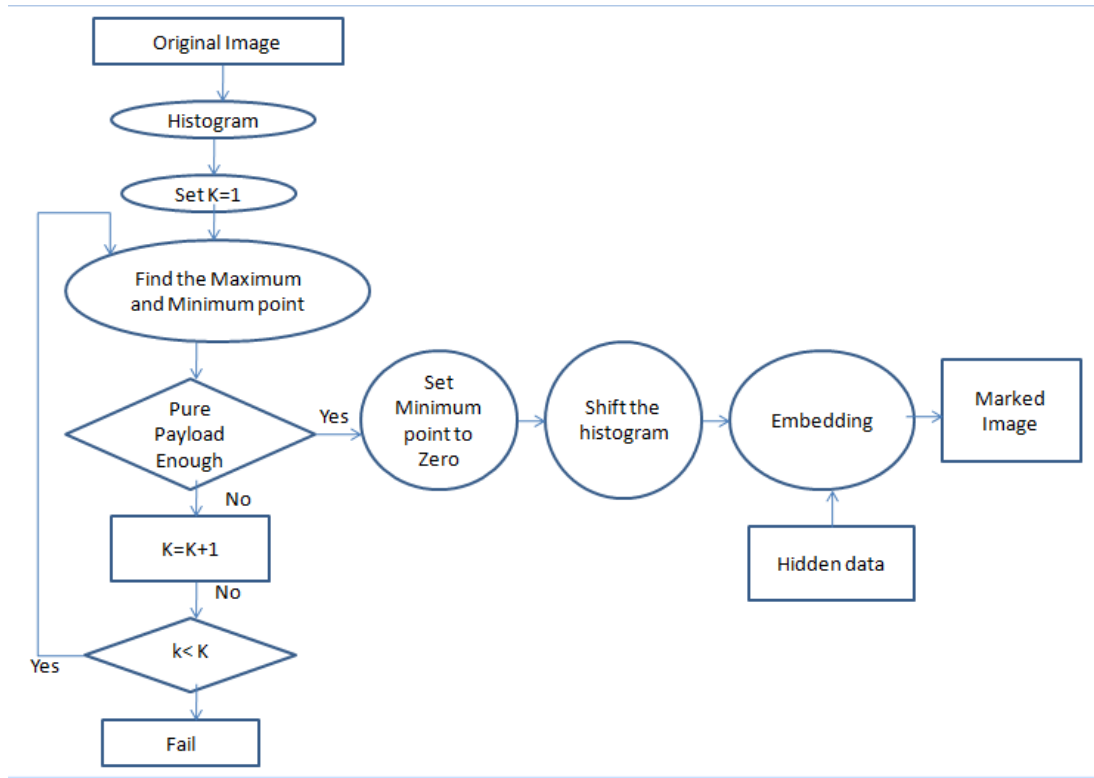 Original Image
Histogram
Set K=1
Find the Maximum
and Minimum point
Pure
Payload
Enough
Yes
Set
Minimum
point to
Zero
Shift the
histogram
Embedding
Marked
Image
Hidden data
No
K=K+1
No
k< K
Yes
Fail